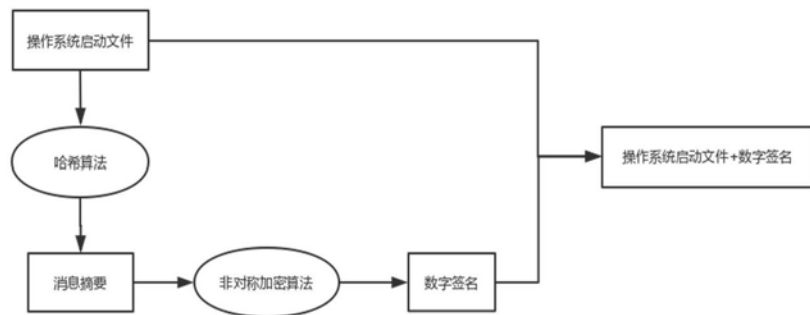 操作系统启动文件
哈希算法
操作系统启动文件+数字签名
消息摘要
非对称加密算法
数字签名